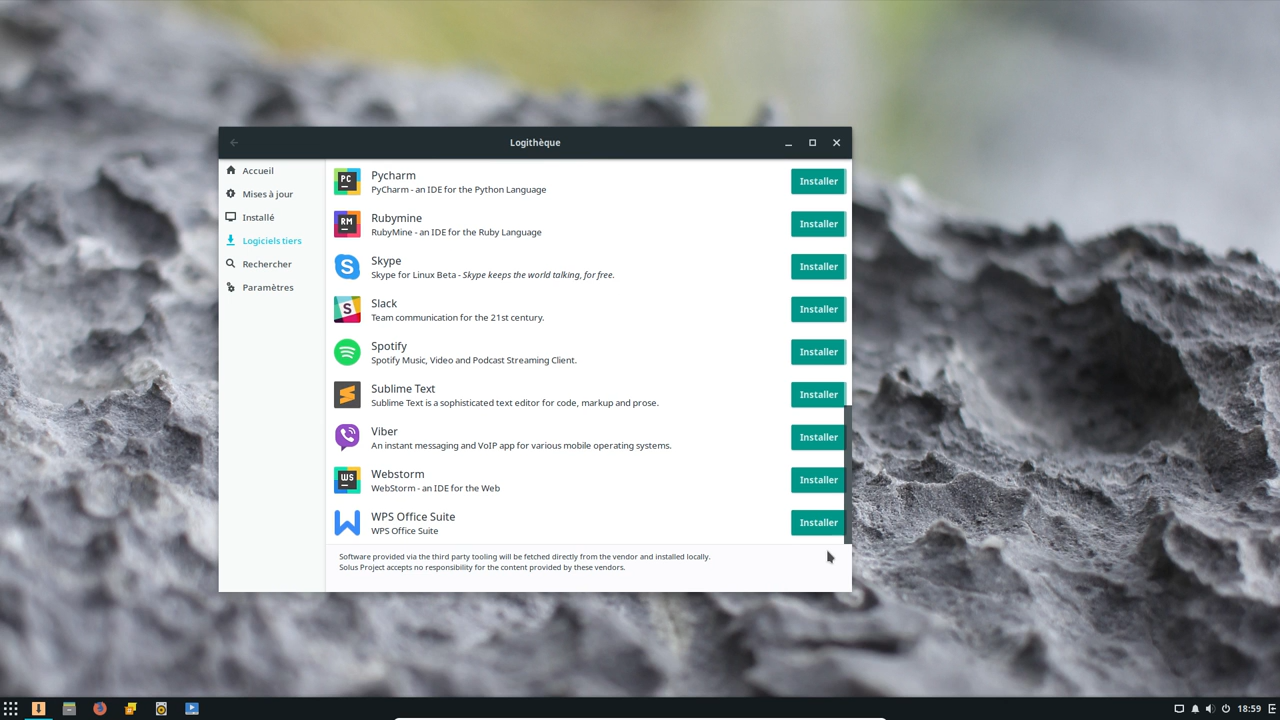 Logithèque
Accueil
Mises à jour
Installé
Logiciels tiers
Rechercher
Paramètres
PC
Pycharm
PyCharm - an IDE for the Python Language
Installer
RM
Rubymine
RubyMine - an IDE for the Ruby Language
Installer
S
Skype
Skype for Linux Beta - Skype keeps the world talking, for free.
Installer
S
Slack
Team communication for the 21st century.
Installer
Spotify
Spotify Music, Video and Podcast Streaming Client.
Installer
Sublime Text
Sublime Text is a sophisticated text editor for code, markup and prose.
Installer
Viber
An instant messaging and VoIP app for various mobile operating systems.
Installer
WS
Webstorm
WebStorm - an IDE for the Web
Installer
WPS Office Suite
WPS Office Suite
Installer
Software provided via the third party tooling will be fetched directly from the vendor and installed locally.
Solus Project accepts no responsibility for the content provided by these vendors.
18:59